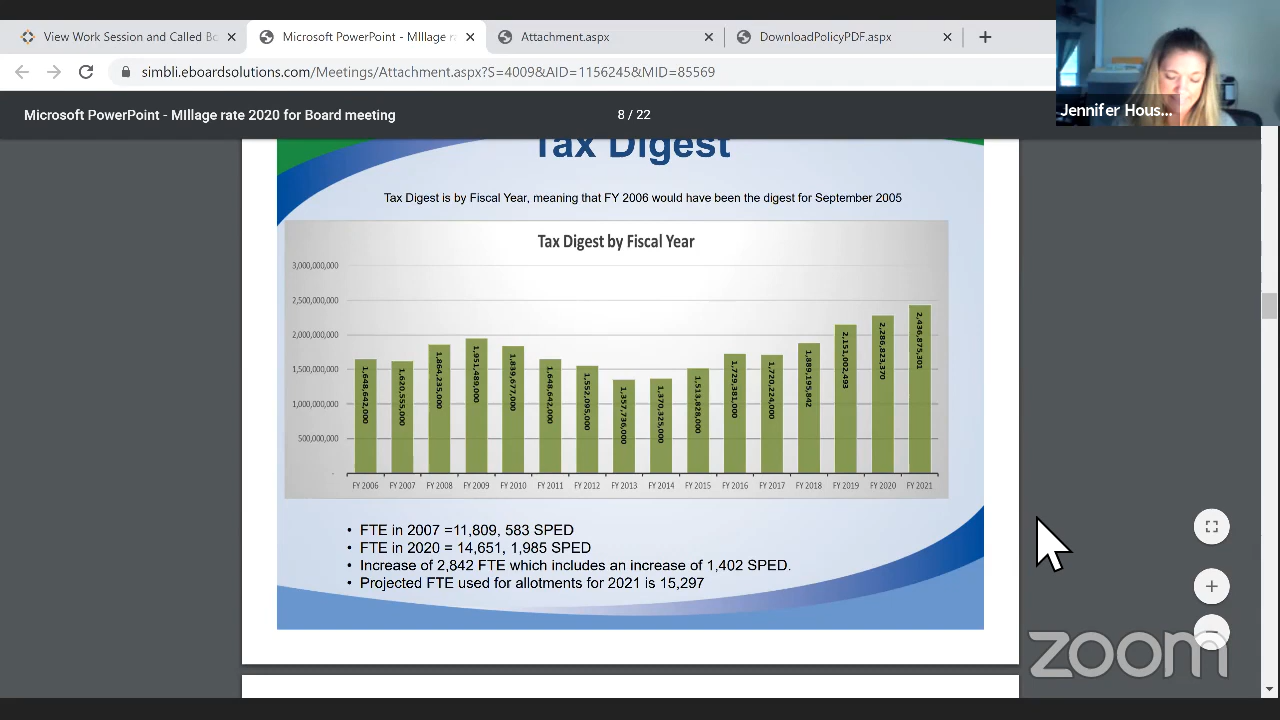 View Work Session and Called Bo
Microsoft PowerPoint - MIllage ra
Attachment.aspx
DownloadPolicyPDF.aspx
simbli.eboardsolutions.com/Meetings/Attachment.aspx?S=4009&AID=1156245&MID=85569
Jennifer Hous...
Microsoft PowerPoint - MIllage rate 2020 for Board meeting
8 / 22
Tax Digest
Tax Digest is by Fiscal Year, meaning that FY 2006 would have been the digest for September 2005
Tax Digest by Fiscal Year
3,000,000,000
2,500,000,000
2,000,000,000
1,500,000,000
1,000,000,000
500,000,000
-
1,648,642,000
1,620,555,000
1,864,235,000
1,951,489,000
1,839,677,000
1,648,642,000
1,552,095,000
1,357,736,000
1,370,325,000
1,513,828,000
1,729,381,000
1,720,224,000
1,889,195,842
2,151,002,493
2,286,823,370
2,436,875,301
FY 2006 FY 2007 FY 2008 FY 2009 FY 2010 FY 2011 FY 2012 FY 2013 FY 2014 FY 2015 FY 2016 FY 2017 FY 2018 FY 2019 FY 2020 FY 2021
• FTE in 2007 =11,809, 583 SPED
• FTE in 2020 = 14,651, 1,985 SPED
• Increase of 2,842 FTE which includes an increase of 1,402 SPED.
• Projected FTE used for allotments for 2021 is 15,297
zoom